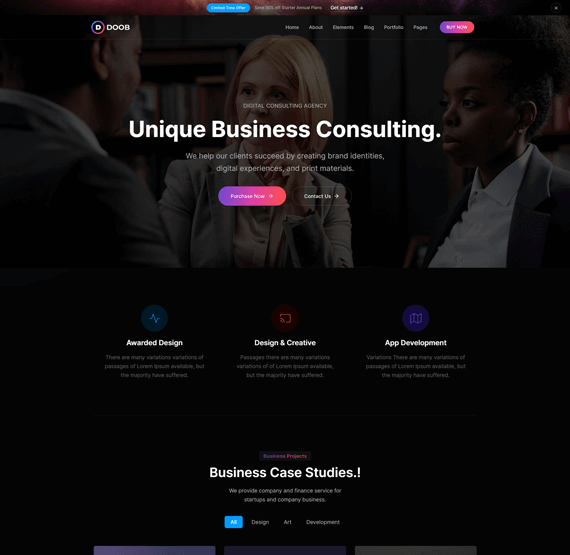 Limited Time Offer Save 50% off Starter Annual Plans Get started!
DOOB
Home About Elements Blog Portfolio Pages BUY NOW
DIGITAL CONSULTING AGENCY
Unique Business Consulting.
We help our clients succeed by creating brand identities,
digital experiences, and print materials.
Purchase Now Contact Us
Awarded Design
There are many variations variations of
passages of Lorem Ipsum available, but
the majority have suffered.
Design & Creative
Passages there are many variations
variations of of Lorem Ipsum available,
but the majority have suffered.
App Development
Variations There are many variations of
passages of Lorem Ipsum available, but
the majority have suffered.
Business Projects
Business Case Studies.!
We provide company and finance service for
startups and company business.
All Design Art Development